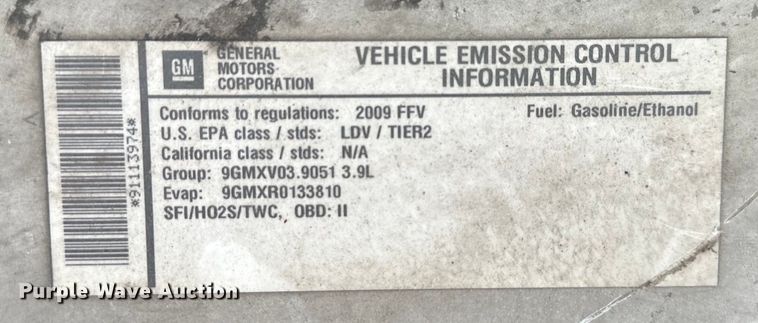 GM
GENERAL
MOTORS
CORPORATION
VEHICLE EMISSION CONTROL
INFORMATION
Conforms to regulations: 2009 FFV Fuel: Gasoline/Ethanol
U.S. EPA class / stds: LDV / TIER2
California class / stds: N/A
Group: 9GMXV03.9051 3.9L
Evap: 9GMXR0133810
SFI/HO2S/TWC, OBD: II
*91113974*
Purple Wave Auction